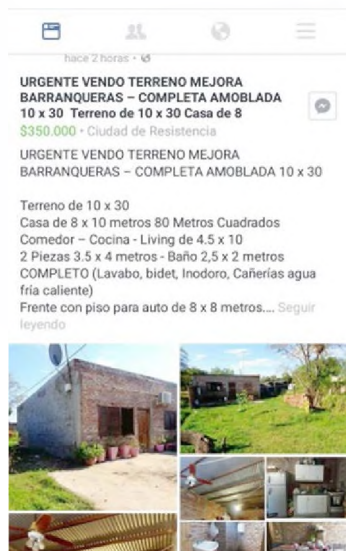 hace 2 horas •
URGENTE VENDO TERRENO MEJORA
BARRANQUERAS – COMPLETA AMOBLADA
10 x 30 Terreno de 10 x 30 Casa de 8
$350.000 • Ciudad de Resistencia
URGENTE VENDO TERRENO MEJORA
BARRANQUERAS – COMPLETA AMOBLADA 10 x 30
Terreno de 10 x 30
Casa de 8 x 10 metros 80 Metros Cuadrados
Comedor – Cocina - Living de 4.5 x 10
2 Piezas 3.5 x 4 metros - Baño 2,5 x 2 metros
COMPLETO (Lavabo, bidet, Inodoro, Cañerías agua
fría caliente)
Frente con piso para auto de 8 x 8 metros.... Seguir
leyendo